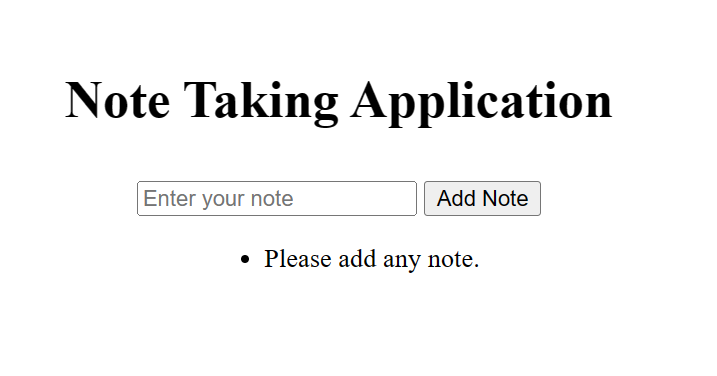 Note Taking Application
Enter your note Add Note
Please add any note.